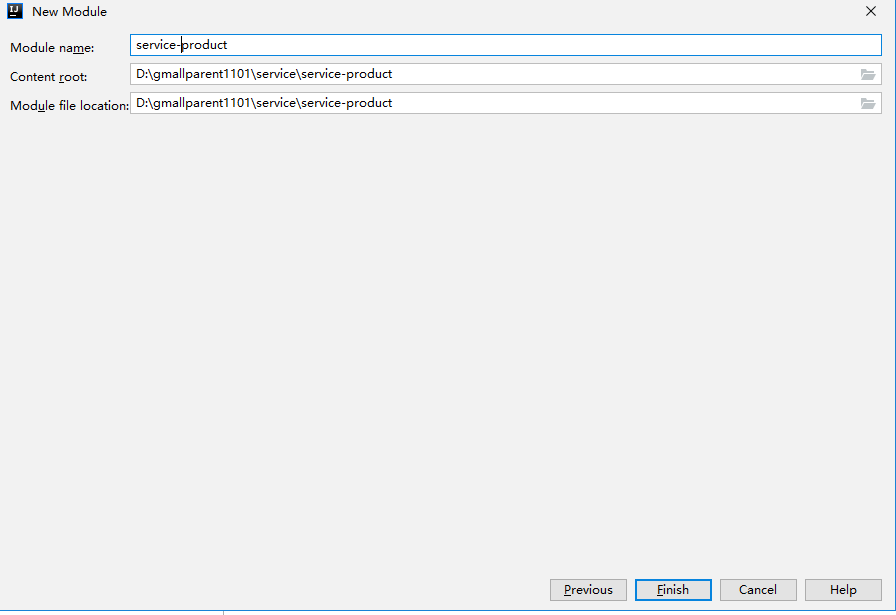 New Module
Module name: service-product
Content root: D:\gmallparent1101\service\service-product
Module file location: D:\gmallparent1101\service\service-product
Previous Finish Cancel Help